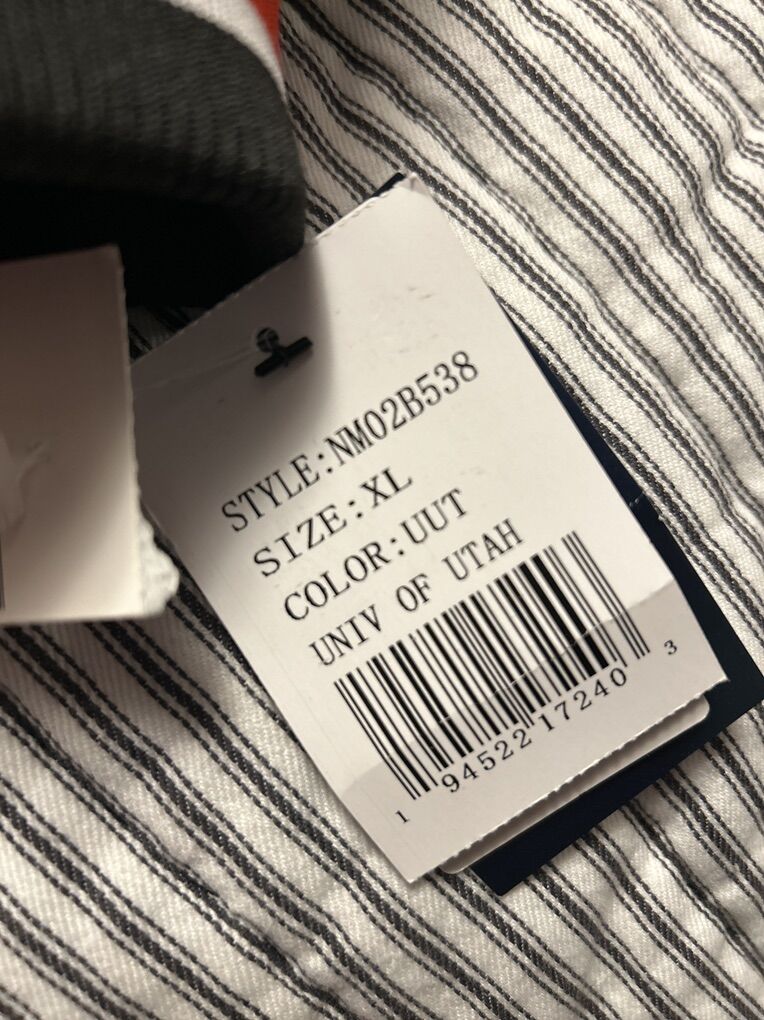 STYLE:NM02B538
SIZE:XL
COLOR:UUT
UNIV OF UTAH
1 94522 17240 3